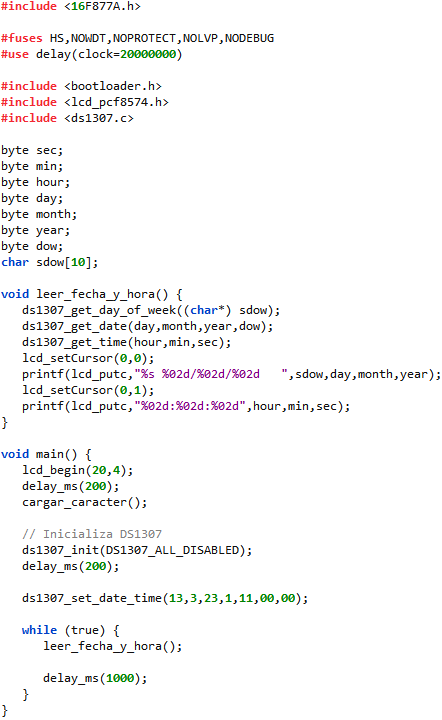 #include <16F877A.h>

#fuses HS,NOWDT,NOPROTECT,NOLVP,NODEBUG
#use delay(clock=20000000)

#include <bootloader.h>
#include <lcd_pcf8574.h>
#include <ds1307.c>

byte sec;
byte min;
byte hour;
byte day;
byte month;
byte year;
byte dow;
char sdow[10];

void leer_fecha_y_hora() {
   ds1307_get_day_of_week((char*) sdow);
   ds1307_get_date(day,month,year,dow);
   ds1307_get_time(hour,min,sec);
   lcd_setCursor(0,0);
   printf(lcd_putc,"%s %02d/%02d/%02d   ",sdow,day,month,year);
   lcd_setCursor(0,1);
   printf(lcd_putc,"%02d:%02d:%02d",hour,min,sec);
}

void main() {
   lcd_begin(20,4);
   delay_ms(200);
   cargar_caracter();

   // Inicializa DS1307
   ds1307_init(DS1307_ALL_DISABLED);
   delay_ms(200);

   ds1307_set_date_time(13,3,23,1,11,00,00);

   while (true) {
      leer_fecha_y_hora();

      delay_ms(1000);
   }
}